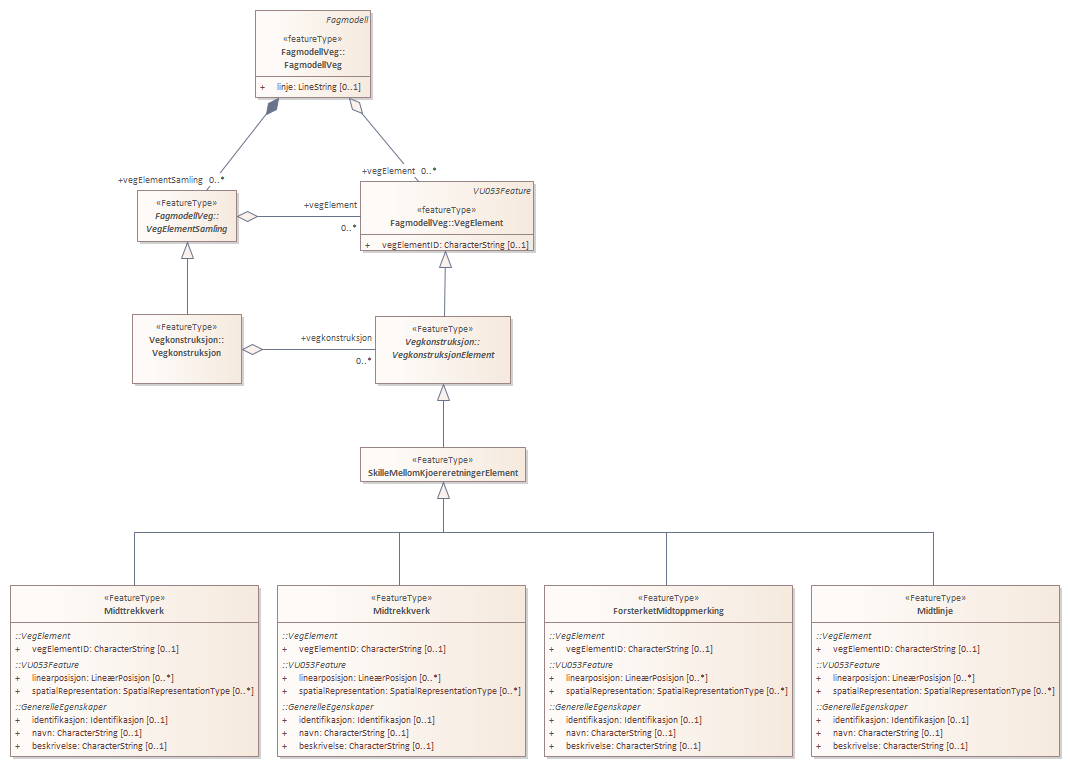 Fagmodell
«featureType»
FagmodellVeg::
FagmodellVeg
+ linje: LineString [0..1]
+vegElementSamling 0..*
+vegElement 0..*
«FeatureType»
FagmodellVeg::
VegElementSamling
+vegElement
0..*
VU053Feature
«featureType»
FagmodellVeg::VegElement
+ vegElementID: CharacterString [0..1]
«FeatureType»
Vegkonstruksjon::
Vegkonstruksjon
+vegkonstruksjon
0..*
«FeatureType»
Vegkonstruksjon::
VegkonstruksjonElement
«FeatureType»
SkilleMellomKjoereretningerElement
«FeatureType»
Midttrekkverk
::VegElement
+ vegElementID: CharacterString [0..1]
::VU053Feature
+ linearposisjon: LineærPosisjon [0..*]
+ spatialRepresentation: SpatialRepresentationType [0..*]
::GenerelleEgenskaper
+ identifikasjon: Identifikasjon [0..1]
+ navn: CharacterString [0..1]
+ beskrivelse: CharacterString [0..1]
«FeatureType»
Midtrekkverk
::VegElement
+ vegElementID: CharacterString [0..1]
::VU053Feature
+ linearposisjon: LineærPosisjon [0..*]
+ spatialRepresentation: SpatialRepresentationType [0..*]
::GenerelleEgenskaper
+ identifikasjon: Identifikasjon [0..1]
+ navn: CharacterString [0..1]
+ beskrivelse: CharacterString [0..1]
«FeatureType»
ForsterketMidtoppmerking
::VegElement
+ vegElementID: CharacterString [0..1]
::VU053Feature
+ linearposisjon: LineærPosisjon [0..*]
+ spatialRepresentation: SpatialRepresentationType [0..*]
::GenerelleEgenskaper
+ identifikasjon: Identifikasjon [0..1]
+ navn: CharacterString [0..1]
+ beskrivelse: CharacterString [0..1]
«FeatureType»
Midtlinje
::VegElement
+ vegElementID: CharacterString [0..1]
::VU053Feature
+ linearposisjon: LineærPosisjon [0..*]
+ spatialRepresentation: SpatialRepresentationType [0..*]
::GenerelleEgenskaper
+ identifikasjon: Identifikasjon [0..1]
+ navn: CharacterString [0..1]
+ beskrivelse: CharacterString [0..1]